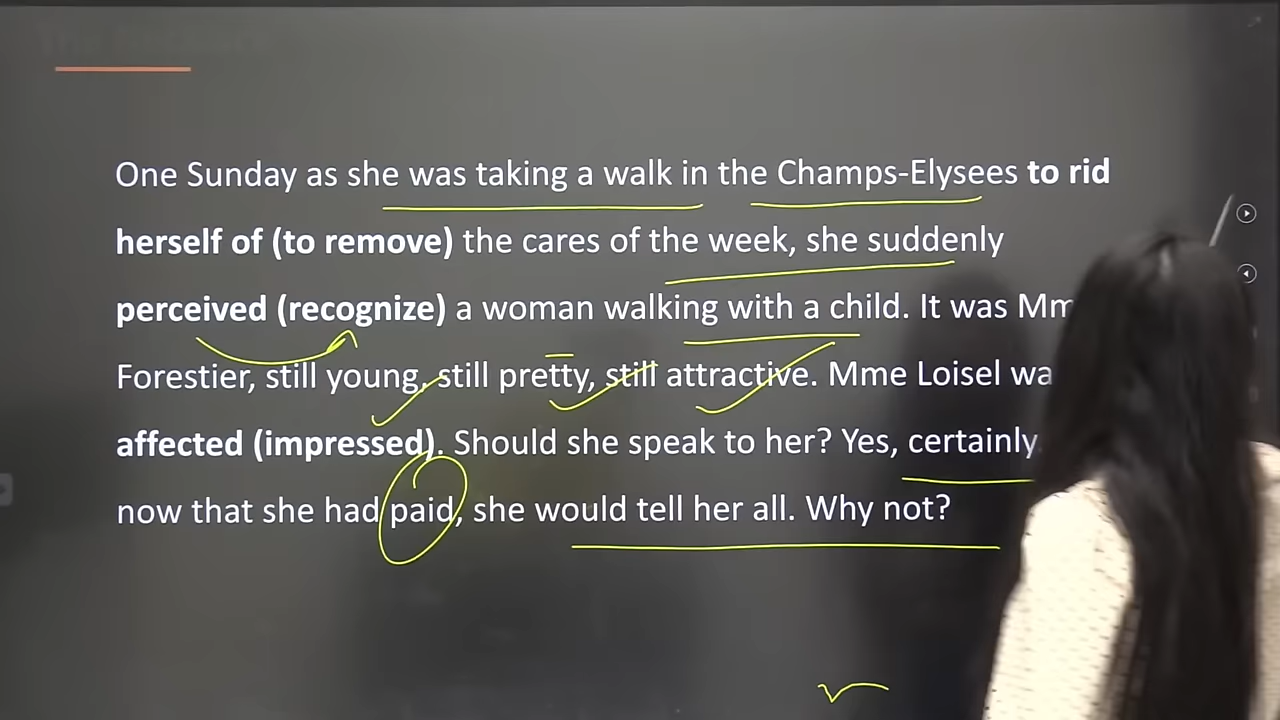 One Sunday as she was taking a walk in the Champs-Elysees to rid
herself of (to remove) the cares of the week, she suddenly
perceived (recognize) a woman walking with a child. It was
Forestier, still young, still pretty, still attractive. Mme Loisel
affected (impressed). Should she speak to her? Yes, certainly
now that she had paid, she would tell her all. Why not?